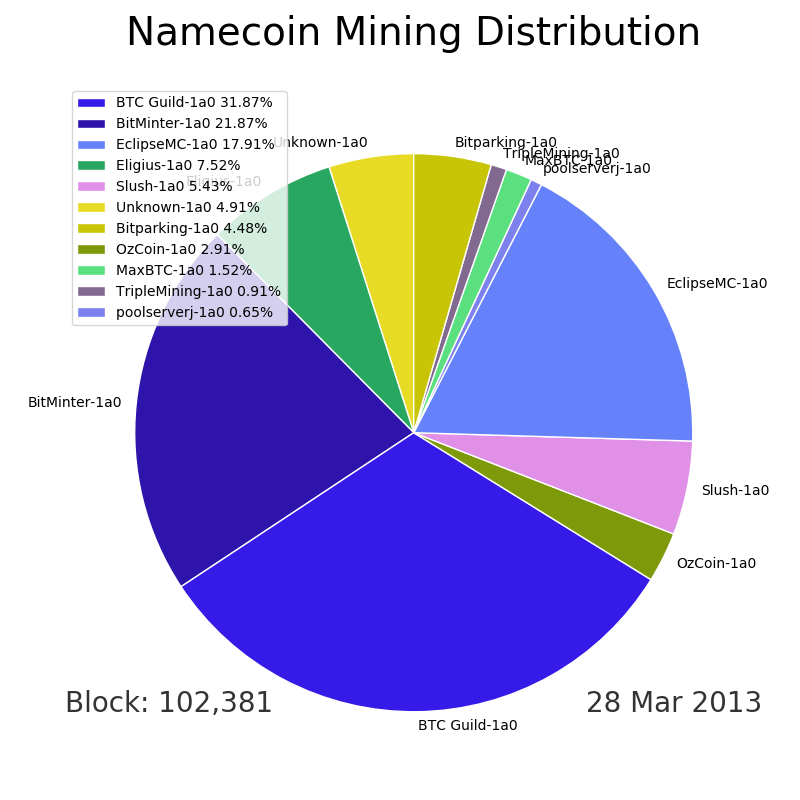 Namecoin Mining Distribution
BTC Guild-1a0 31.87%
BitMinter-1a0 21.87%
EclipseMC-1a0 17.91%
Eligius-1a0 7.52%
Slush-1a0 5.43%
Unknown-1a0 4.91%
Bitparking-1a0 4.48%
OzCoin-1a0 2.91%
MaxBTC-1a0 1.52%
TripleMining-1a0 0.91%
poolserverj-1a0 0.65%
Unknown-1a0
Bitparking-1a0
TripleMining-1a0
MaxBTC-1a0
poolserverj-1a0
Eligius-1a0
EclipseMC-1a0
BitMinter-1a0
Slush-1a0
OzCoin-1a0
Block: 102,381
28 Mar 2013
BTC Guild-1a0